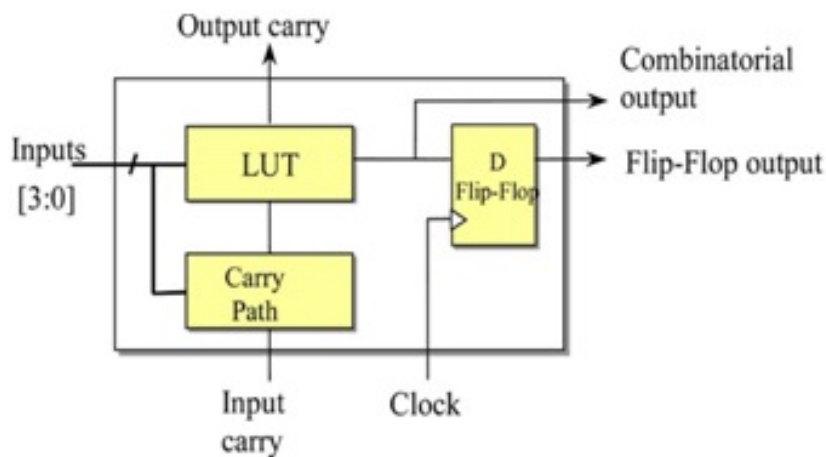 Output carry
Combinatorial
output
Inputs
[3:0]
LUT
D
Flip-Flop
Flip-Flop output
Carry
Path
Input
carry
Clock